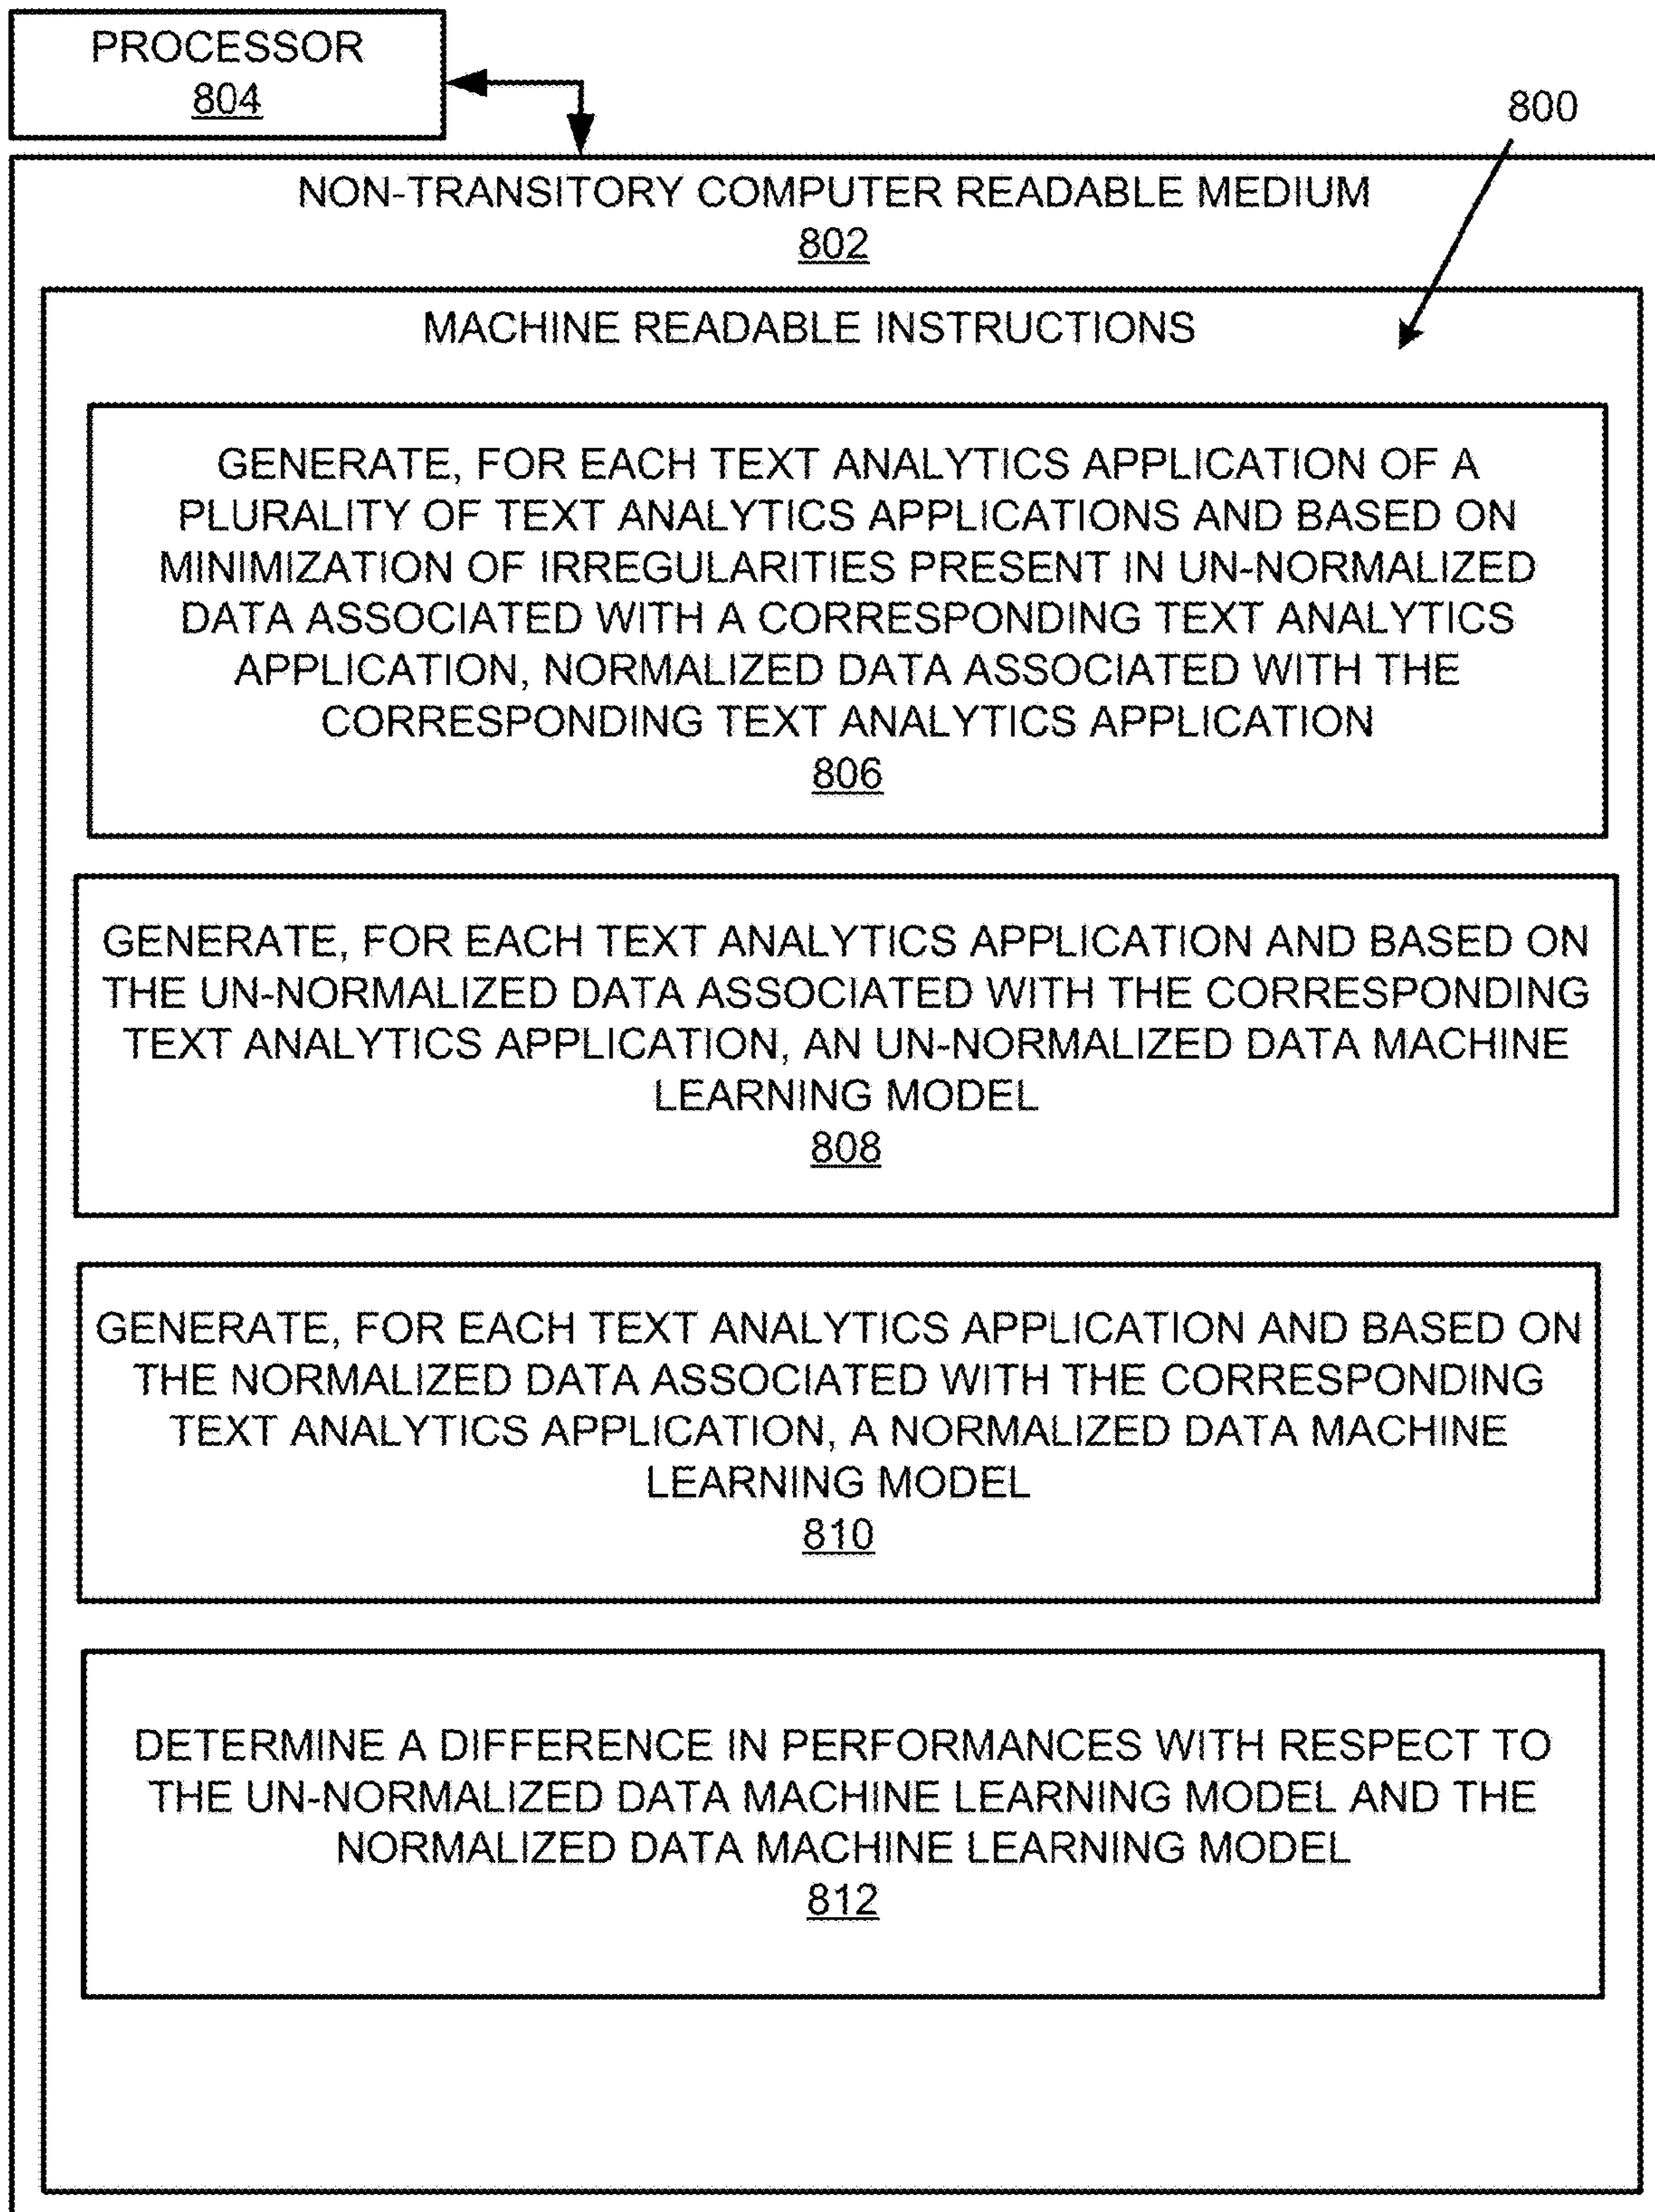 PROCESSOR
804
800
NON-TRANSITORY COMPUTER READABLE MEDIUM
802
MACHINE READABLE INSTRUCTIONS
GENERATE, FOR EACH TEXT ANALYTICS APPLICATION OF A
PLURALITY OF TEXT ANALYTICS APPLICATIONS AND BASED ON
MINIMIZATION OF IRREGULARITIES PRESENT IN UN-NORMALIZED
DATA ASSOCIATED WITH A CORRESPONDING TEXT ANALYTICS
APPLICATION, NORMALIZED DATA ASSOCIATED WITH THE
CORRESPONDING TEXT ANALYTICS APPLICATION
806
GENERATE, FOR EACH TEXT ANALYTICS APPLICATION AND BASED ON
THE UN-NORMALIZED DATA ASSOCIATED WITH THE CORRESPONDING
TEXT ANALYTICS APPLICATION, AN UN-NORMALIZED DATA MACHINE
LEARNING MODEL
808
GENERATE, FOR EACH TEXT ANALYTICS APPLICATION AND BASED ON
THE NORMALIZED DATA ASSOCIATED WITH THE CORRESPONDING
TEXT ANALYTICS APPLICATION, A NORMALIZED DATA MACHINE
LEARNING MODEL
810
DETERMINE A DIFFERENCE IN PERFORMANCES WITH RESPECT TO
THE UN-NORMALIZED DATA MACHINE LEARNING MODEL AND THE
NORMALIZED DATA MACHINE LEARNING MODEL
812